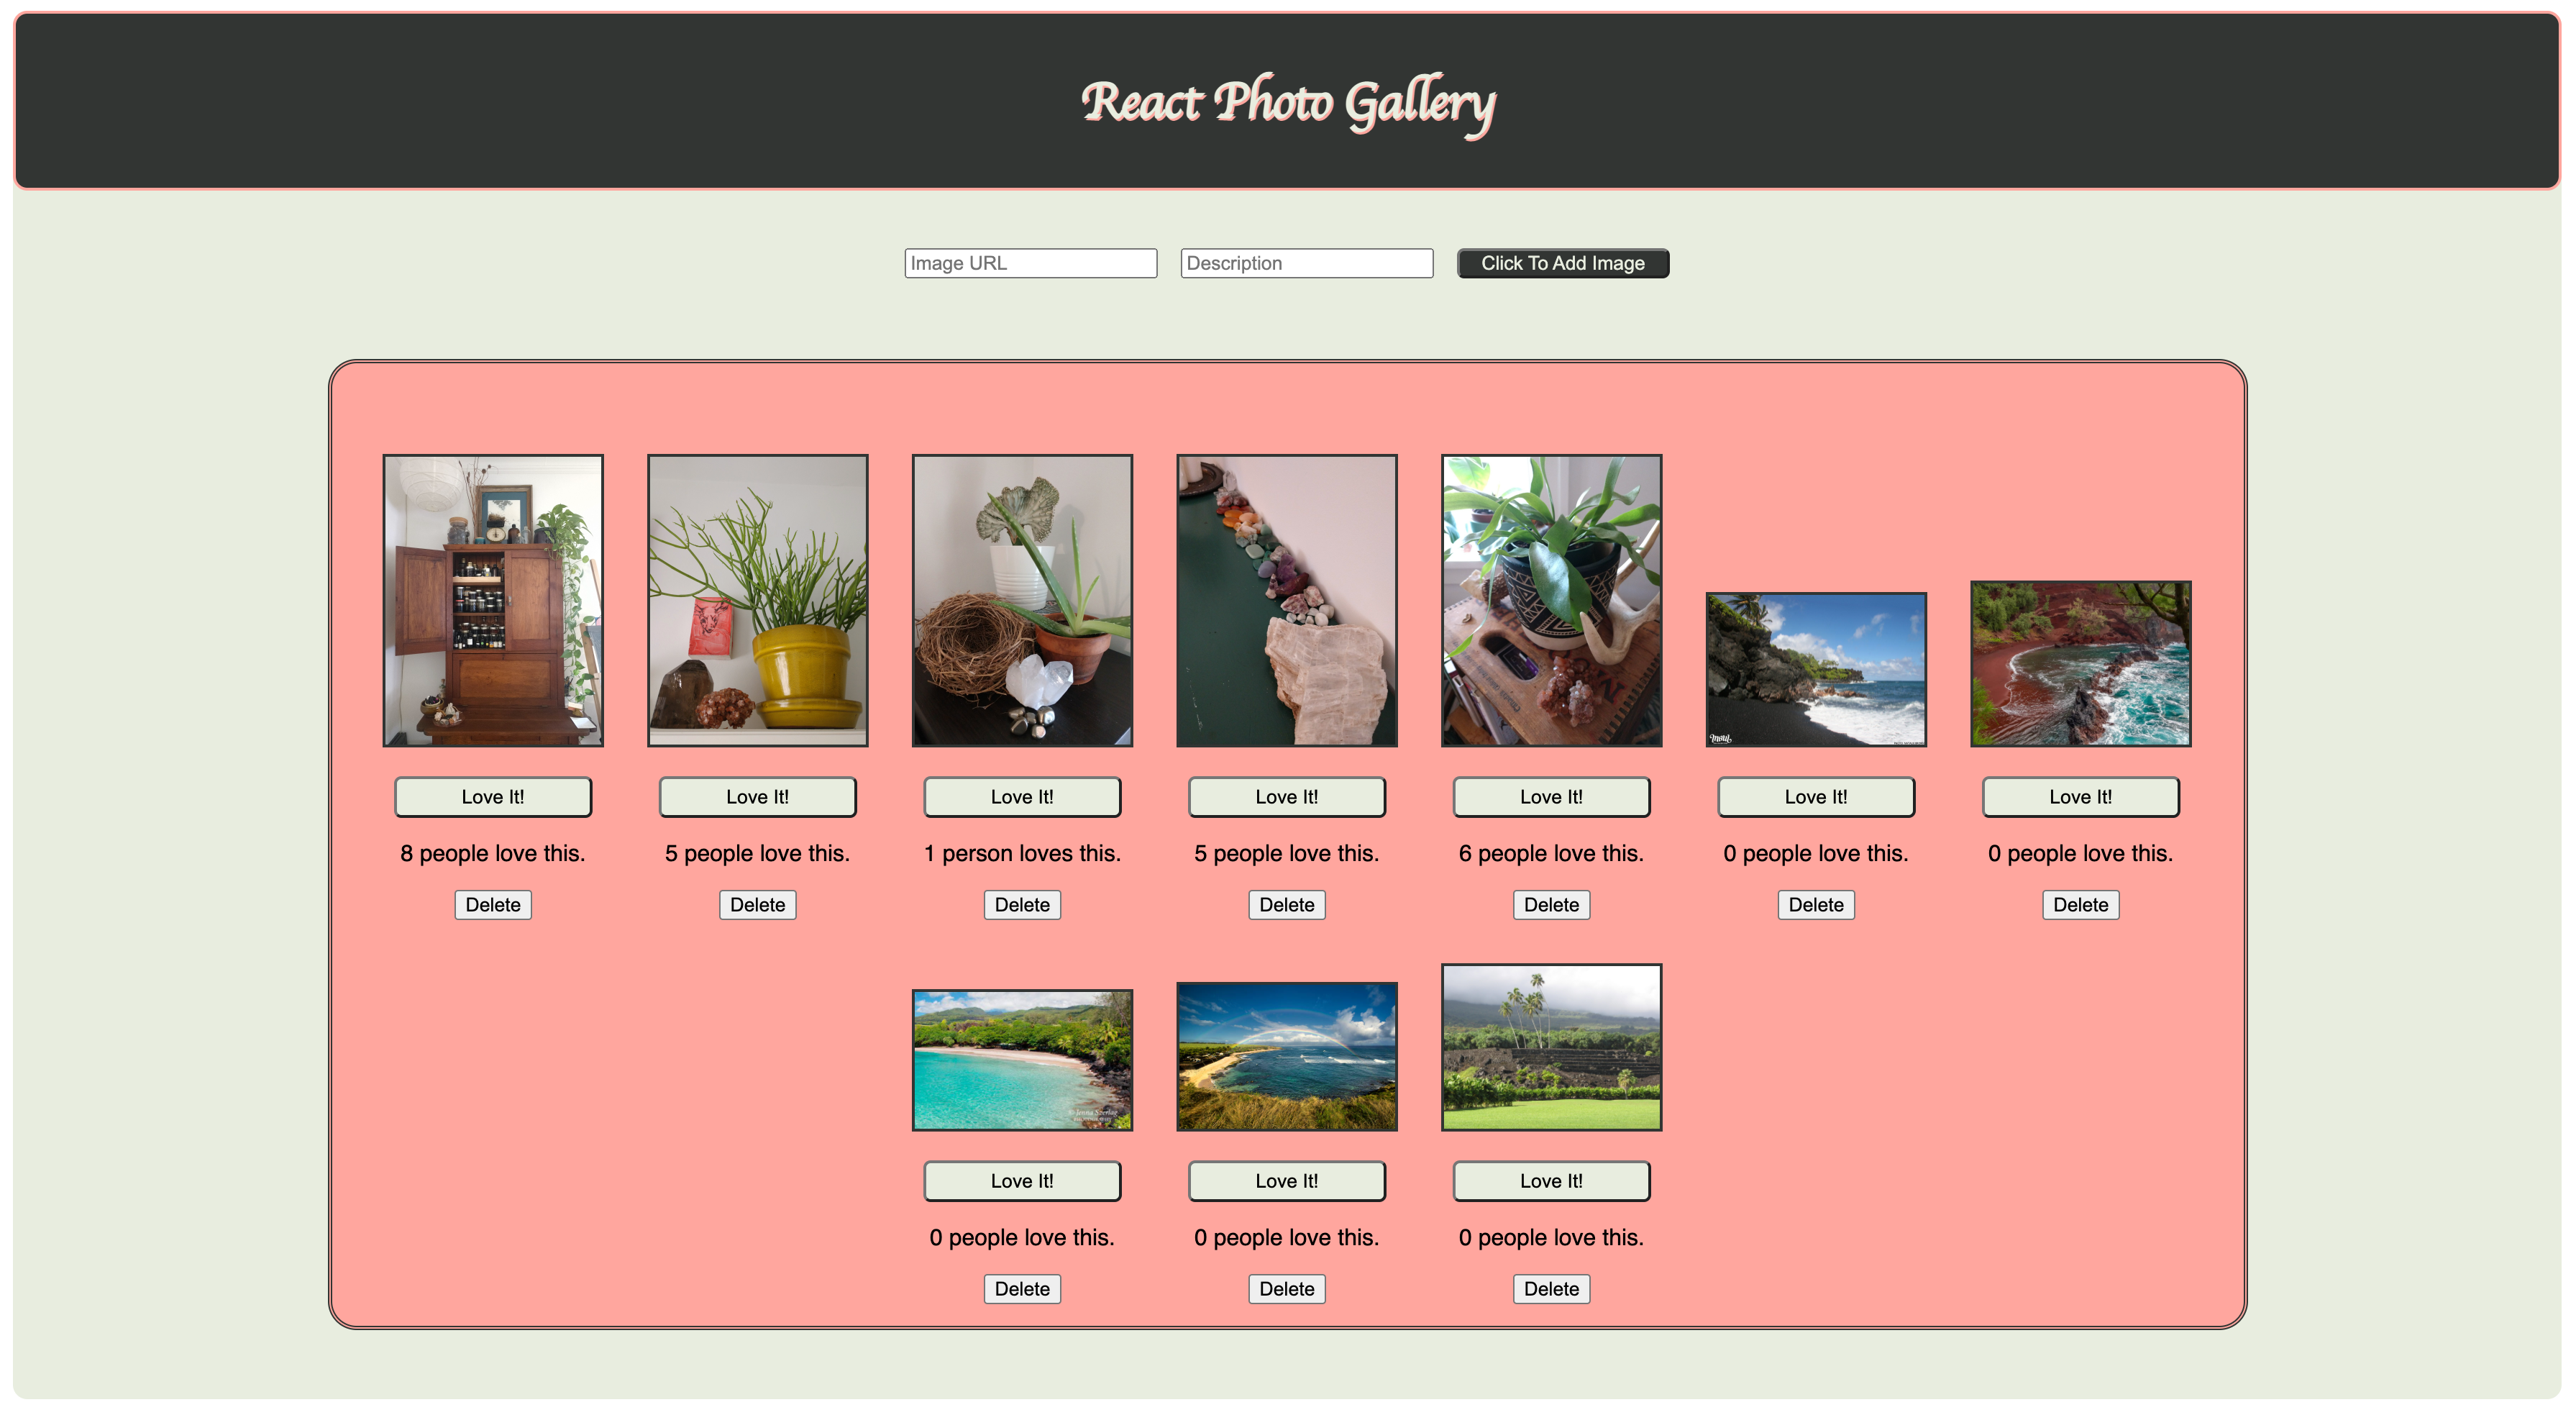 React Photo Gallery
Image URL
Description
Click To Add Image
Love It!
Love It!
Love It!
Love It!
Love It!
Love It!
Love It!
8 people love this.
5 people love this.
1 person loves this.
5 people love this.
6 people love this.
0 people love this.
0 people love this.
Delete
Delete
Delete
Delete
Delete
Delete
Delete
Love It!
Love It!
Love It!
0 people love this.
0 people love this.
0 people love this.
Delete
Delete
Delete